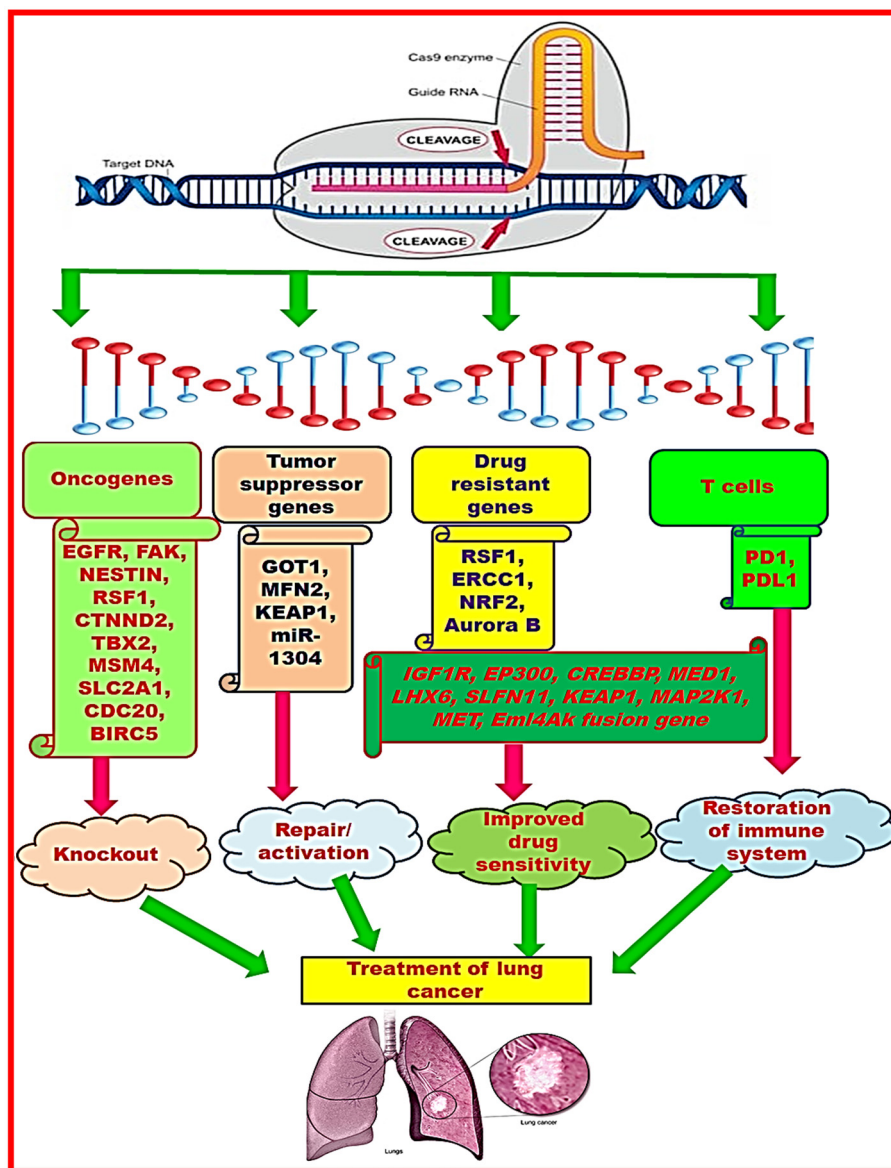 Cas9 enzyme
Guide RNA
CLEAVAGE
Target DNA
CLEAVAGE
Oncogenes
Tumor
suppressor
genes
Drug
resistant
genes
T cells
EGFR, FAK,
NESTIN,
RSF1,
CTNND2,
TBX2,
MSM4,
SLC2A1,
CDC20,
BIRC5
GOT1,
MFN2,
KEAP1,
miR-
1304
RSF1,
ERCC1,
NRF2,
Aurora B
PD1,
PDL1
IGF1R, EP300, CREBBP, MED1,
LHX6, SLFN11, KEAP1, MAP2K1,
MET, Eml4Ak fusion gene
Knockout
Repair/
activation
Improved
drug
sensitivity
Restoration
of immune
system
Treatment of lung
cancer
Lung cancer
Lungs